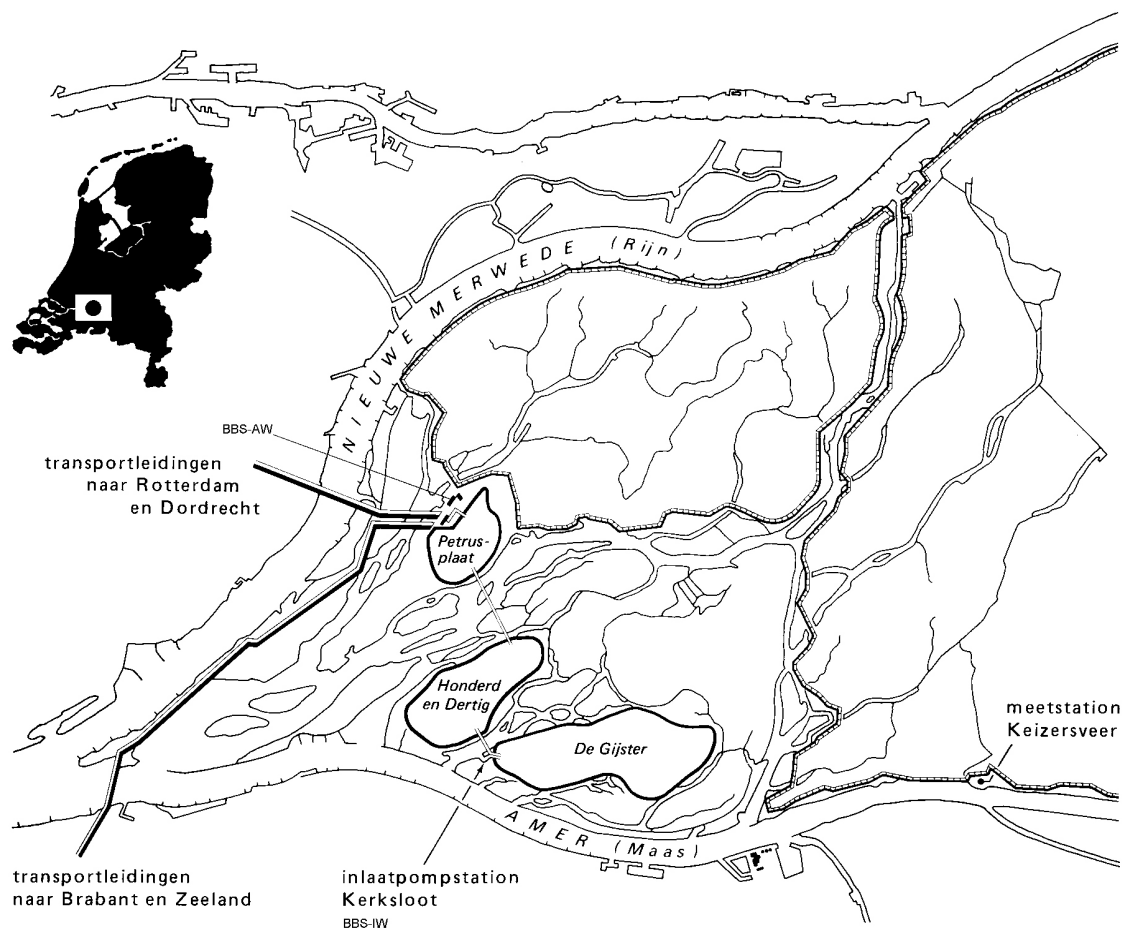 NIEUWE MERWEDE (Rijn)
BBS-AW
transportleidingen
naar Rotterdam
en Dordrecht
Petrus-
plaat
Honderd
en Dertig
De Gijster
meetstation
Keizersveer
AMER (Maas)
transportleidingen
naar Brabant en Zeeland
inlaatpompstation
Kerksloot
BBS-IW